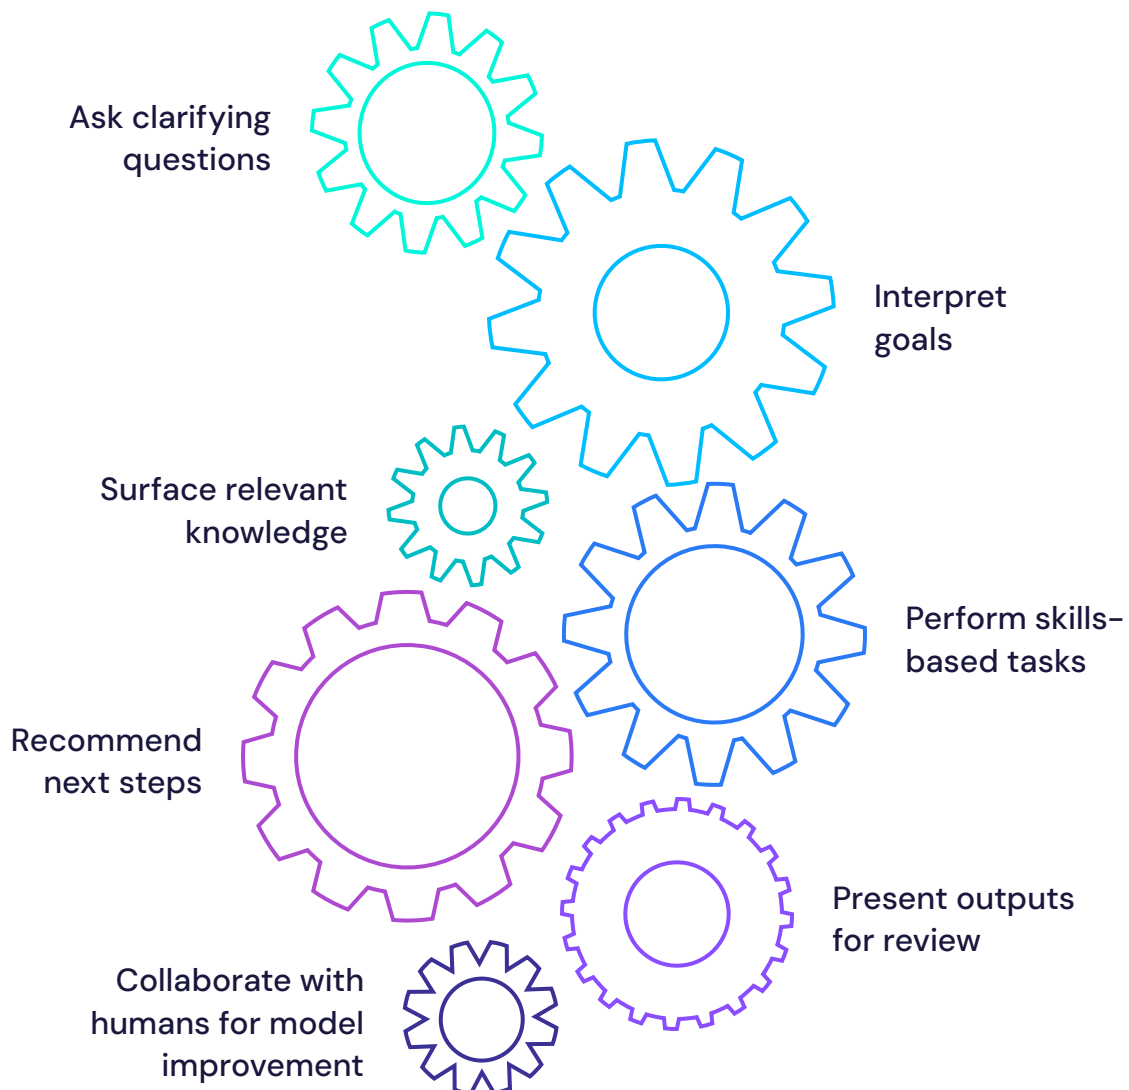 Ask clarifying
questions
Interpret
goals
Surface relevant
knowledge
Perform skills-
based tasks
Recommend
next steps
Present outputs
for review
Collaborate with
humans for model
improvement